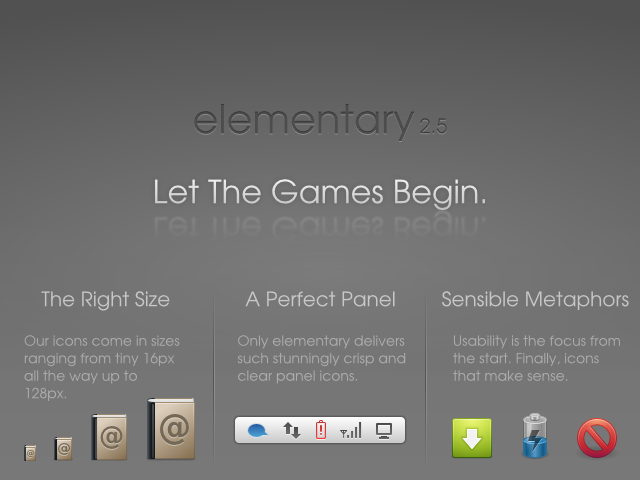 elementary 2.5
Let The Games Begin.
The Right Size
Our icons come in sizes
ranging from tiny 16px
all the way up to
128px.
@
@
@
@
A Perfect Panel
Only elementary delivers
such stunningly crisp and
clear panel icons.
Sensible Metaphors
Usability is the focus from
the start. Finally, icons
that make sense.